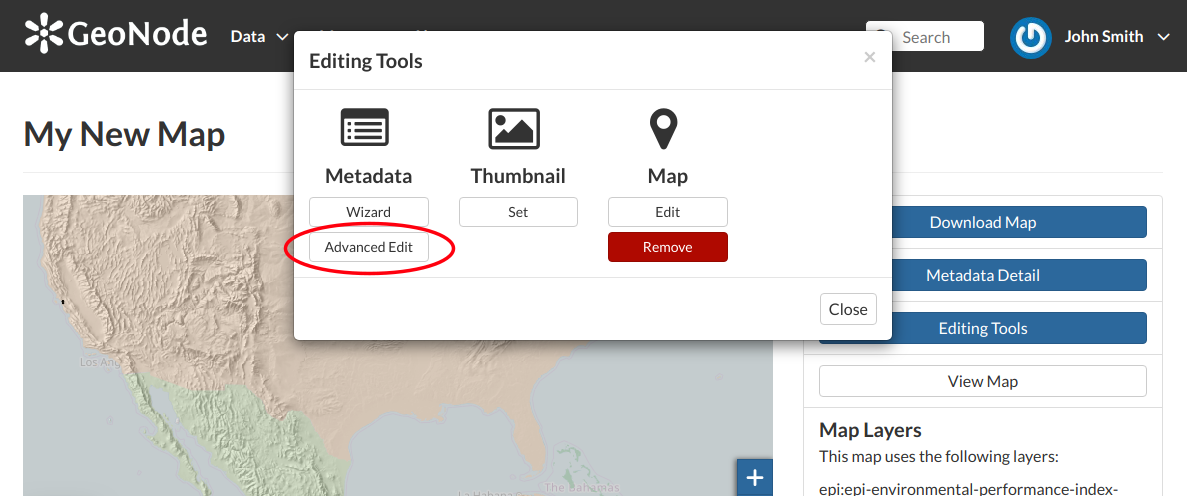 GeoNode Data Search John Smith
Editing Tools ×
My New Map
Metadata Thumbnail Map
Wizard Set Edit
Advanced Edit Remove
Close
Download Map
Metadata Detail
Editing Tools
View Map
Map Layers
This map uses the following layers:
epi:epi-environmental-performance-index-
Los An
La Habana
The Bahamas
+